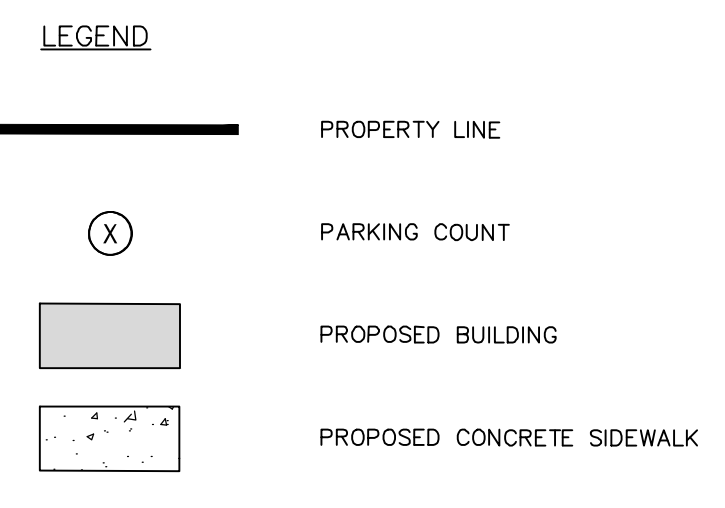 LEGEND
PROPERTY LINE
X PARKING COUNT
PROPOSED BUILDING
PROPOSED CONCRETE SIDEWALK